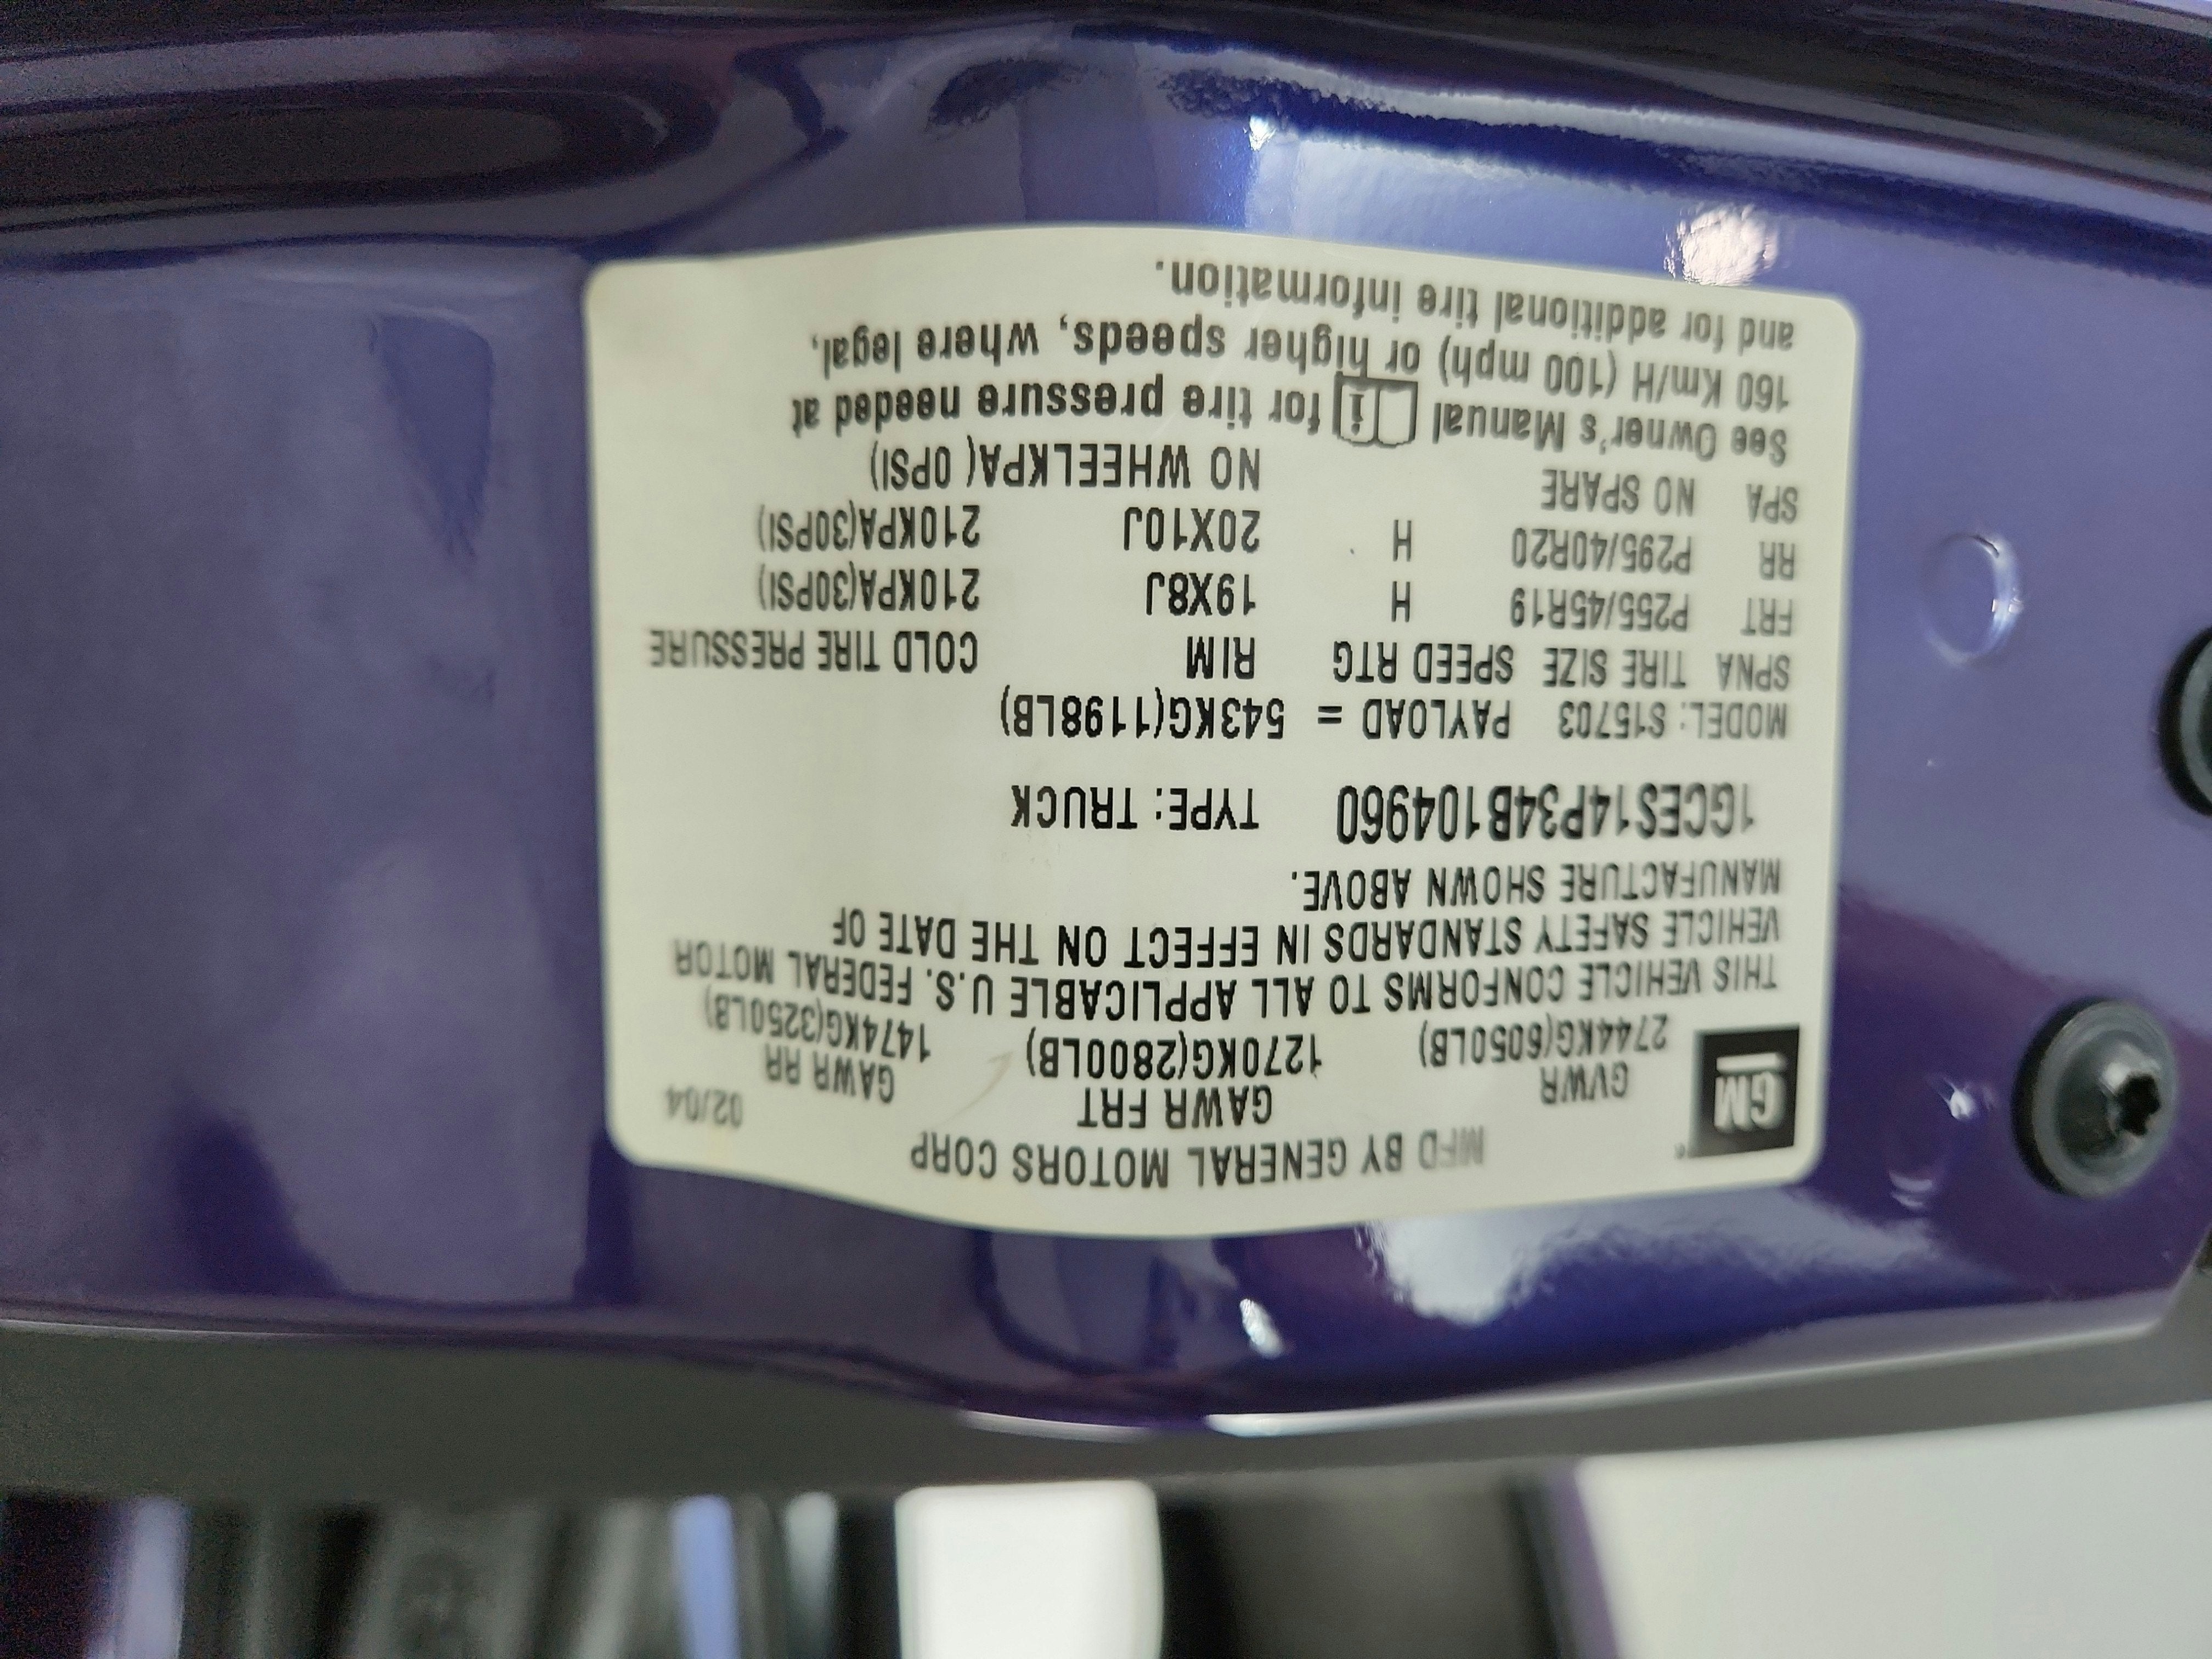 MFD BY GENERAL MOTORS CORP 02/04
GM
GVWR GAWR FRT GAWR RR
2744KG(6050LB) 1270KG(2800LB) 1474KG(3250LB)
THIS VEHICLE CONFORMS TO ALL APPLICABLE U.S. FEDERAL MOTOR
VEHICLE SAFETY STANDARDS IN EFFECT ON THE DATE OF
MANUFACTURE SHOWN ABOVE.
1GCES14P34B104960 TYPE: TRUCK
MODEL: S15703 PAYLOAD = 543KG(1198LB)
SPNA TIRE SIZE SPEED RTG RIM COLD TIRE PRESSURE
FRT P255/45R19 H 19X8J 210KPA(30PSI)
RR P295/40R20 H 20X10J 210KPA(30PSI)
SPA NO SPARE NO WHEELKPA( 0PSI)
See Owner's Manual for tire pressure needed at
160 Km/H (100 mph) or higher speeds, where legal,
and for additional tire information.